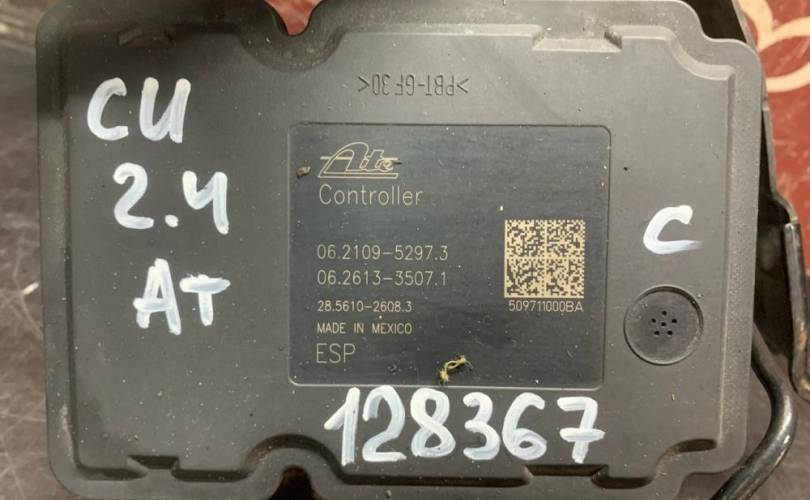 >PBT-GF30<
CU
2.4
AT
Ate
Controller
06.2109-5297.3
06.2613-3507.1
28.5610-2608.3
509711000BA
MADE IN MEXICO
ESP
C
128367